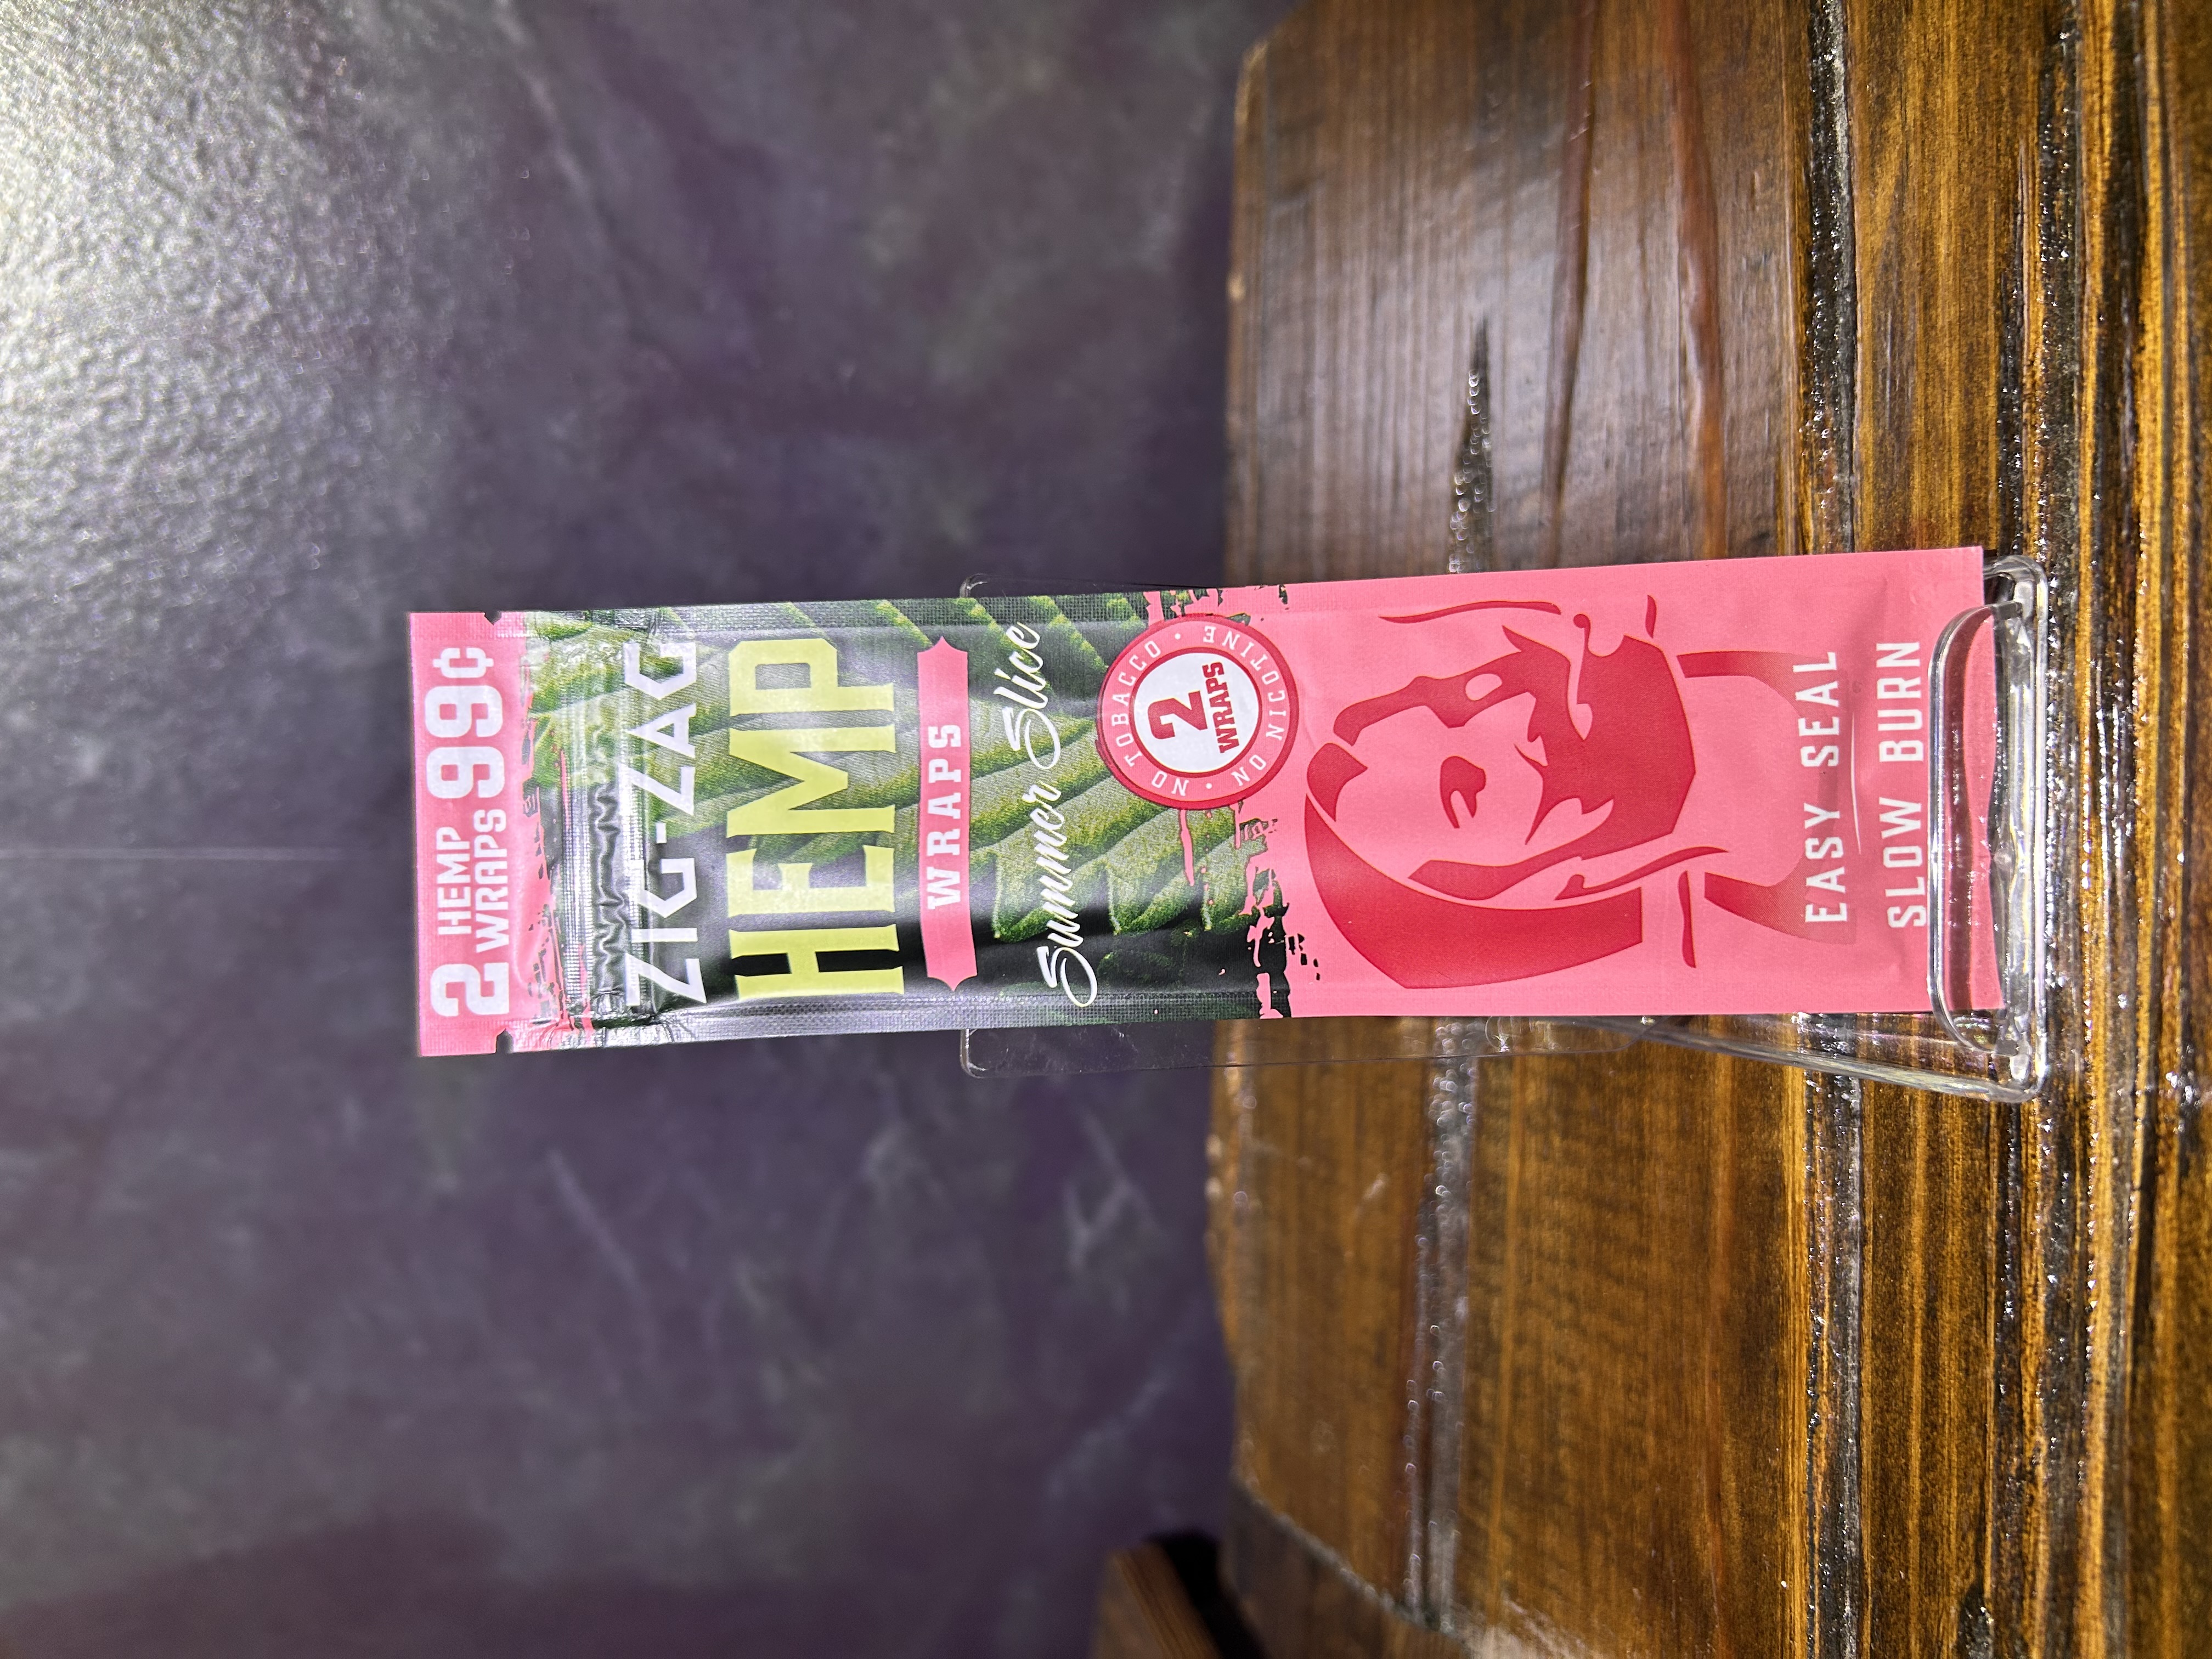 2 HEMP WRAPS 99¢
ZIG-ZAG
HEMP
WRAPS
Summer Slice
NO TOBACCO • NO NICOTINE •
2
WRAPS
EASY SEAL
SLOW BURN